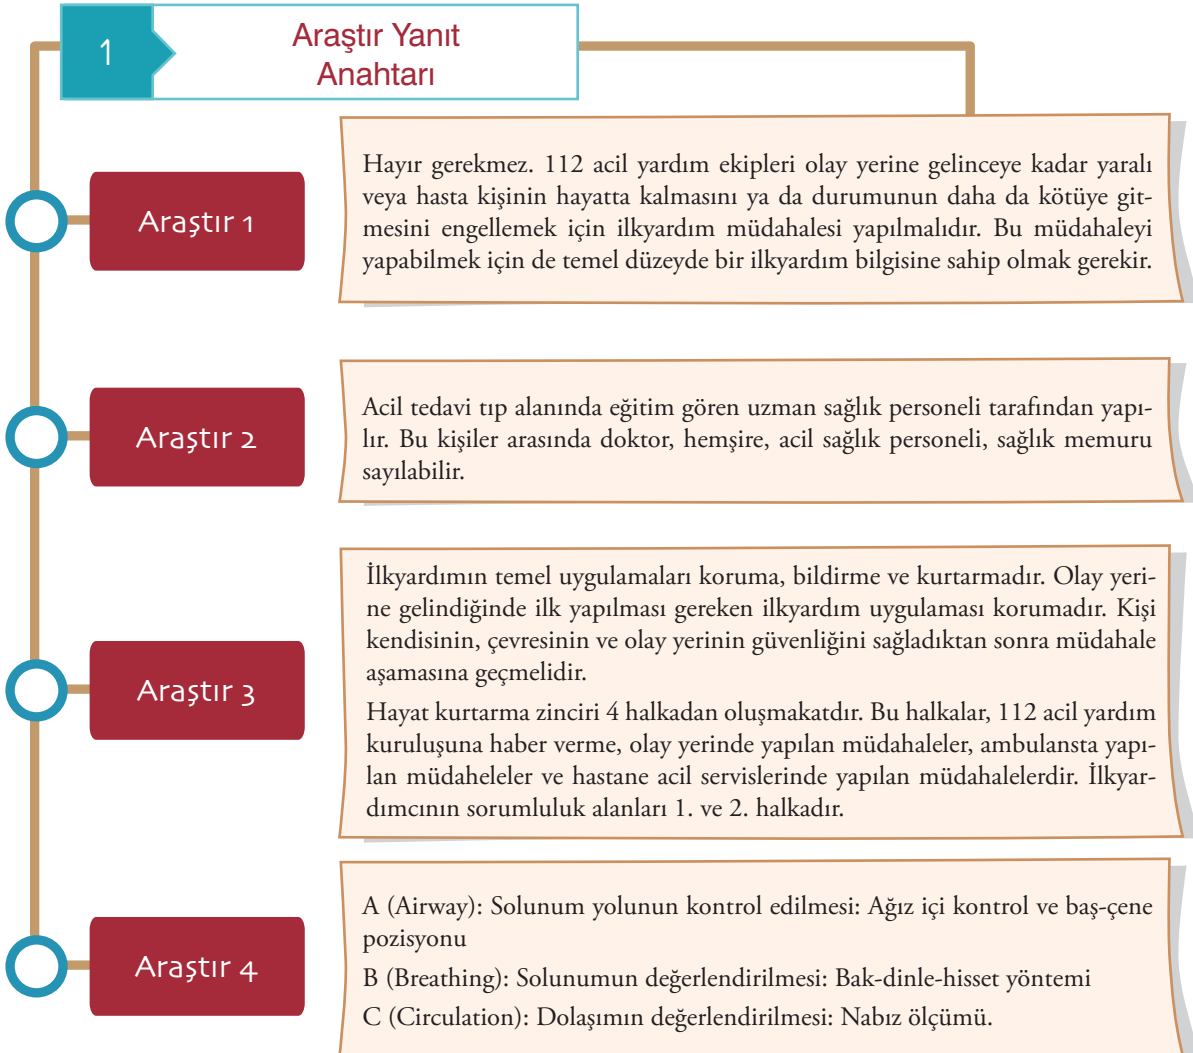 1
Araştır Yanıt
Anahtarı
Araştır 1
Hayır gerekmez. 112 acil yardım ekipleri olay yerine gelinceye kadar yaralı
veya hasta kişinin hayatta kalmasını ya da durumunun daha da kötüye git-
mesini engellemek için ilkyardım müdahalesi yapılmalıdır. Bu müdahaleyi
yapabilmek için de temel düzeyde bir ilkyardım bilgisine sahip olmak gerekir.
Araştır 2
Acil tedavi tıp alanında eğitim gören uzman sağlık personeli tarafından yapı-
lır. Bu kişiler arasında doktor, hemşire, acil sağlık personeli, sağlık memuru
sayılabilir.
Araştır 3
İlkyardımın temel uygulamaları koruma, bildirme ve kurtarmadır. Olay yeri-
ne gelindiğinde ilk yapılması gereken ilkyardım uygulaması korumadır. Kişi
kendisinin, çevresinin ve olay yerinin güvenliğini sağladıktan sonra müdahale
aşamasına geçmelidir.
Hayat kurtarma zinciri 4 halkadan oluşmakatdır. Bu halkalar, 112 acil yardım
kuruluşuna haber verme, olay yerinde yapılan müdahaleler, ambulansta yapı-
lan müdaheleler ve hastane acil servislerinde yapılan müdahalelerdir. İlkyar-
dımcının sorumluluk alanları 1. ve 2. halkadır.
Araştır 4
A (Airway): Solunum yolunun kontrol edilmesi: Ağız içi kontrol ve baş-çene
pozisyonu
B (Breathing): Solunumun değerlendirilmesi: Bak-dinle-hisset yöntemi
C (Circulation): Dolaşımın değerlendirilmesi: Nabız ölçümü.